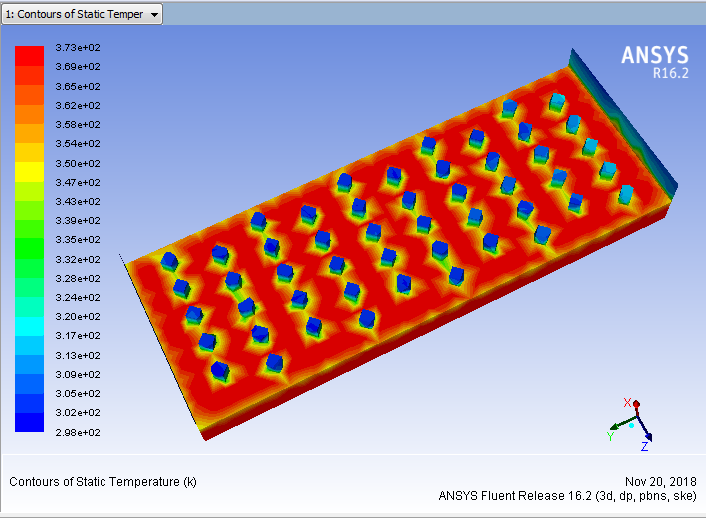 1: Contours of Static Temper
3.73e+02
3.69e+02
3.66e+02
3.62e+02
3.58e+02
3.54e+02
3.50e+02
3.47e+02
3.43e+02
3.39e+02
3.35e+02
3.32e+02
3.28e+02
3.24e+02
3.20e+02
3.17e+02
3.13e+02
3.09e+02
3.05e+02
3.02e+02
2.98e+02
ANSYS
R16.2
X
Y
Z
Contours of Static Temperature (k)
Nov 20, 2018
ANSYS Fluent Release 16.2 (3d, dp, pbns, ske)